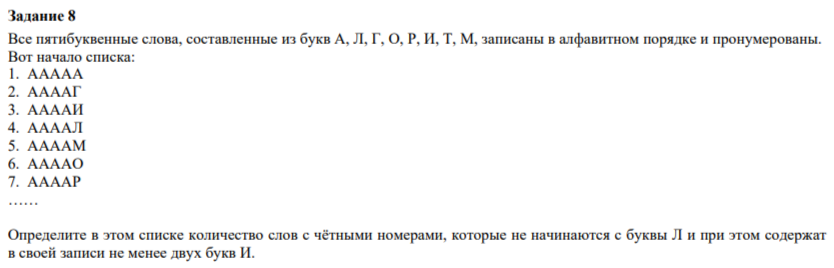 Задание 8
Все пятибуквенные слова, составленные из букв А, Л, Г, О, Р, И, Т, М, записаны в алфавитном порядке и пронумерованы.
Вот начало списка:
1. ААААА
2. ААААГ
3. ААААИ
4. ААААЛ
5. ААААМ
6. ААААО
7. ААААР
……
Определите в этом списке количество слов с чётными номерами, которые не начинаются с буквы Л и при этом содержат
в своей записи не менее двух букв И.